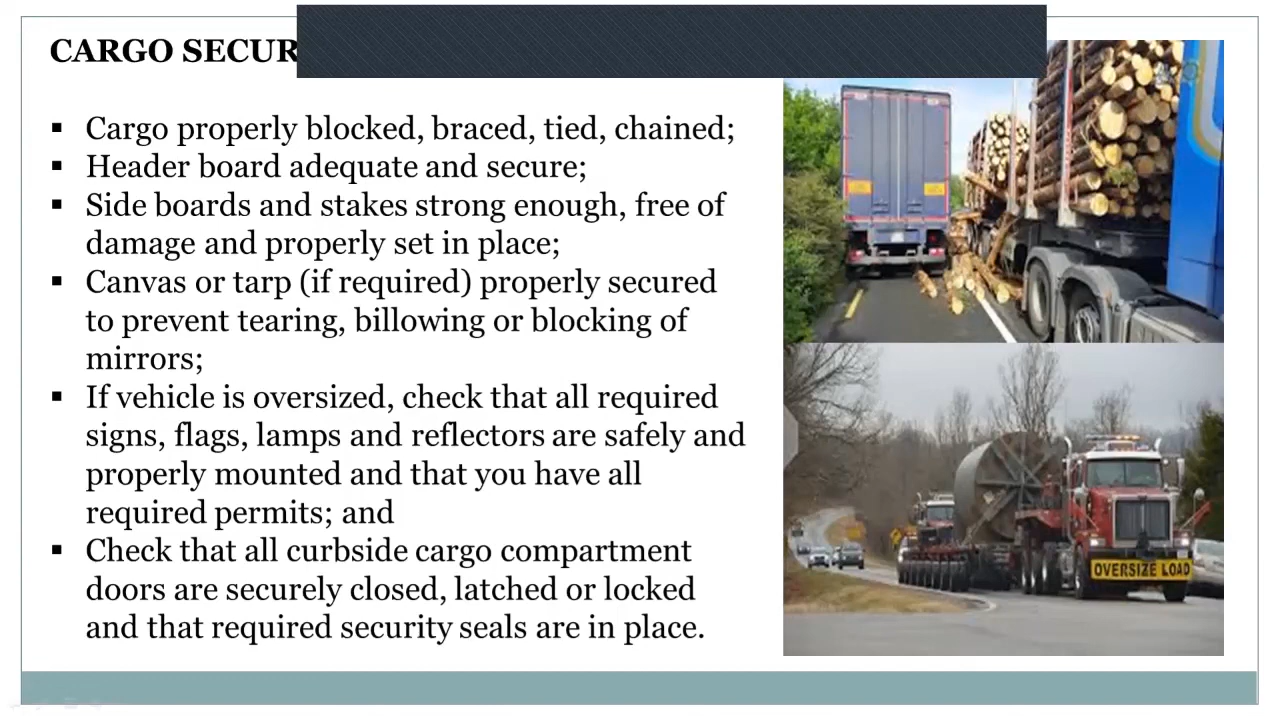 CARGO SECUR
▪ Cargo properly blocked, braced, tied, chained;
▪ Header board adequate and secure;
▪ Side boards and stakes strong enough, free of
damage and properly set in place;
▪ Canvas or tarp (if required) properly secured
to prevent tearing, billowing or blocking of
mirrors;
▪ If vehicle is oversized, check that all required
signs, flags, lamps and reflectors are safely and
properly mounted and that you have all
required permits; and
▪ Check that all curbside cargo compartment
doors are securely closed, latched or locked
and that required security seals are in place.
OVERSIZE LOAD